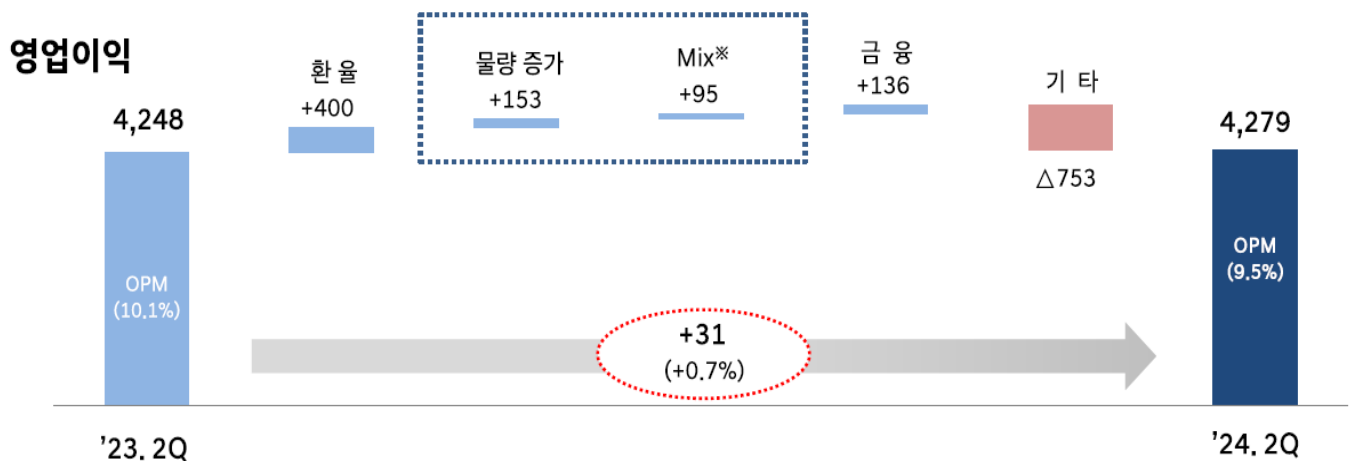 영업이익
4,248
환 율
+400
물량 증가
+153
Mix※
+95
금 융
+136
기 타
△753
4,279
OPM
(10.1%)
OPM
(9.5%)
+31
(+0.7%)
’23. 2Q
’24. 2Q